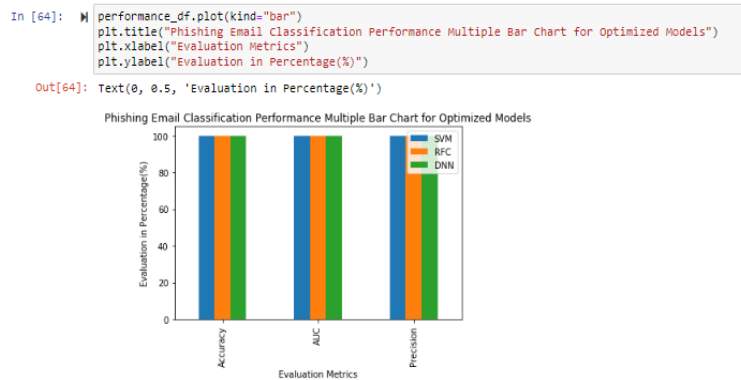 In [64]:
performance_df.plot(kind="bar")
plt.title("Phishing Email Classification Performance Multiple Bar Chart for Optimized Models")
plt.xlabel("Evaluation Metrics")
plt.ylabel("Evaluation in Percentage(%)")
Out[64]: Text(0, 0.5, 'Evaluation in Percentage(%)')
Phishing Email Classification Performance Multiple Bar Chart for Optimized Models
SVM
RFC
DNN
Evaluation in Percentage(%)
100
80
60
40
20
0
Accuracy
AUC
Precision
Evaluation Metrics